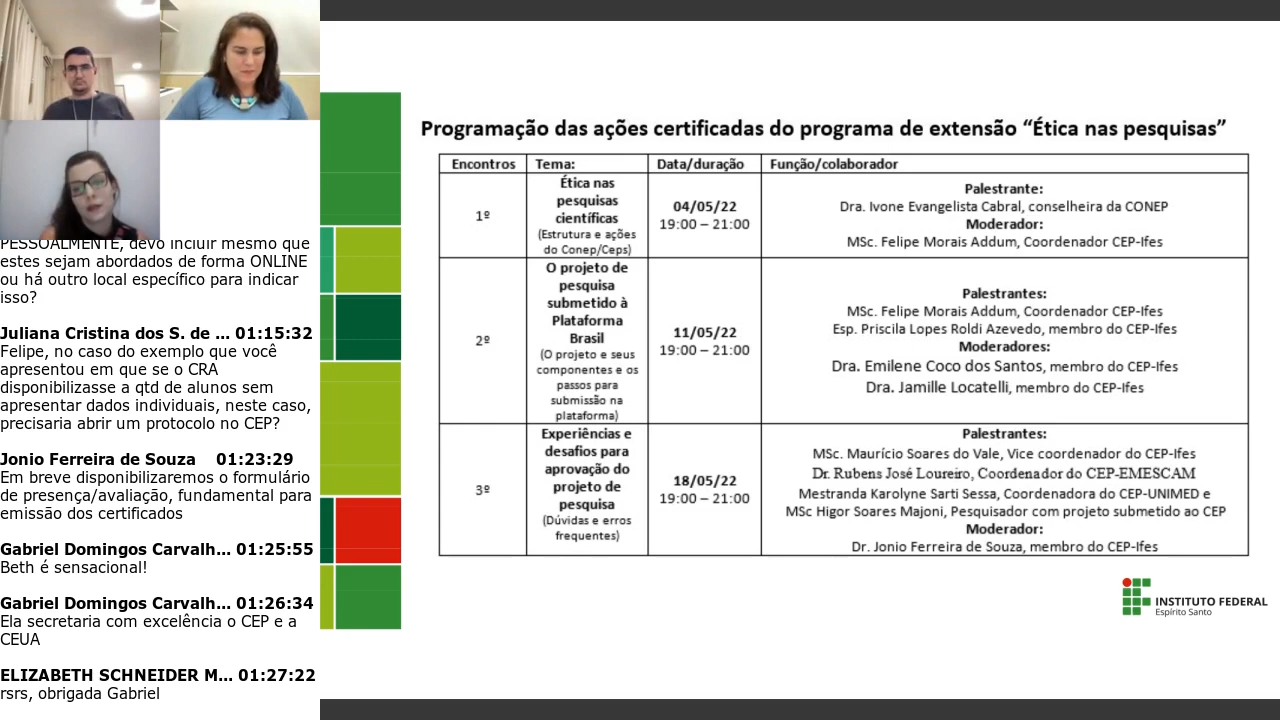 PESSOALMENTE, devo incluir mesmo que
estes sejam abordados de forma ONLINE
ou há outro local específico para indicar
isso?
Juliana Cristina dos S. de ... 01:15:32
Felipe, no caso do exemplo que você
apresentou em que se o CRA
disponibilizasse a qtd de alunos sem
apresentar dados individuais, neste caso,
precisaria abrir um protocolo no CEP?
Jonio Ferreira de Souza 01:23:29
Em breve disponibilizaremos o formulário
de presença/avaliação, fundamental para
emissão dos certificados
Gabriel Domingos Carvalh... 01:25:55
Beth é sensacional!
Gabriel Domingos Carvalh... 01:26:34
Ela secretaria com excelência o CEP e a
CEUA
ELIZABETH SCHNEIDER M... 01:27:22
rsrs, obrigada Gabriel
Programação das ações certificadas do programa de extensão “Ética nas pesquisas”
Encontros Tema: Data/duração Função/colaborador
1º
Ética nas
pesquisas
científicas
(Estrutura e ações
do Conep/Ceps)
04/05/22
19:00 – 21:00
Palestrante:
Dra. Ivone Evangelista Cabral, conselheira da CONEP
Moderador:
MSc. Felipe Morais Addum, Coordenador CEP-Ifes
2º
O projeto de
pesquisa
submetido à
Plataforma
Brasil
(O projeto e seus
componentes e os
passos para
submissão na
plataforma)
11/05/22
19:00 – 21:00
Palestrantes:
MSc. Felipe Morais Addum, Coordenador CEP-Ifes
Esp. Priscila Lopes Roldi Azevedo, membro do CEP-Ifes
Moderadores:
Dra. Emilene Coco dos Santos, membro do CEP-Ifes
Dra. Jamille Locatelli, membro do CEP-Ifes
3º
Experiências e
desafios para
aprovação do
projeto de
pesquisa
(Dúvidas e erros
frequentes)
18/05/22
19:00 – 21:00
Palestrantes:
MSc. Maurício Soares do Vale, Vice coordenador do CEP-Ifes
Dr. Rubens José Loureiro, Coordenador do CEP-EMESCAM
Mestranda Karolyne Sarti Sessa, Coordenadora do CEP-UNIMED e
MSc Higor Soares Majoni, Pesquisador com projeto submetido ao CEP
Moderador:
Dr. Jonio Ferreira de Souza, membro do CEP-Ifes
INSTITUTO FEDERAL
Espírito Santo